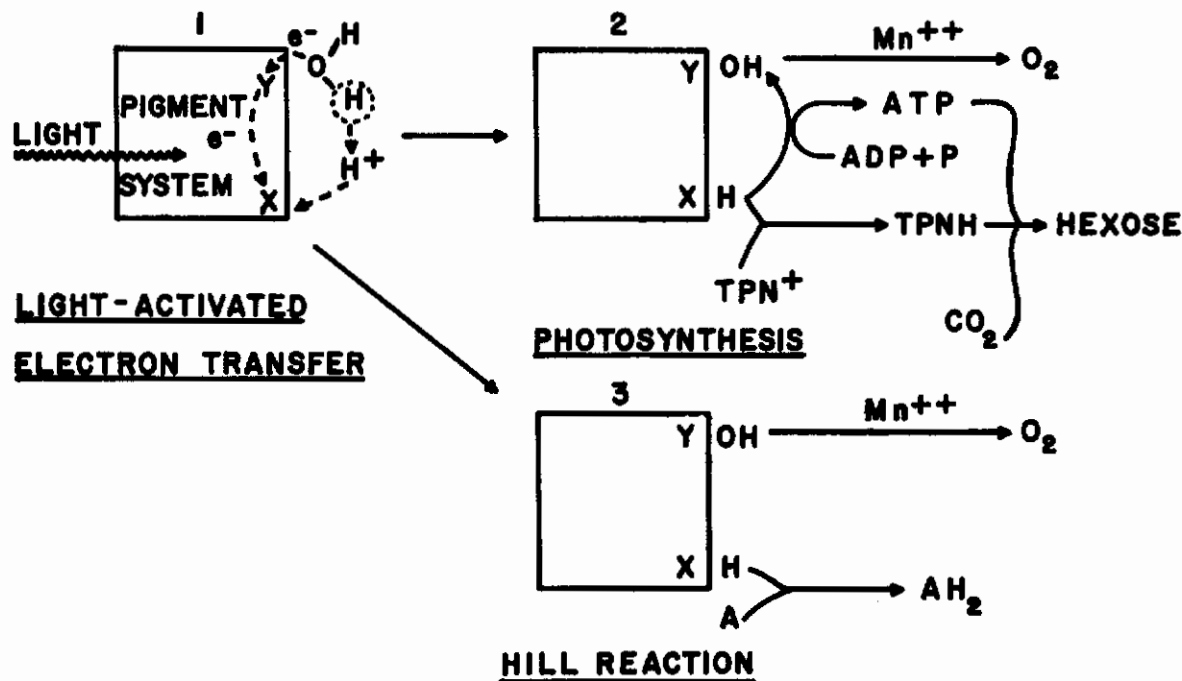 1
e⁻
H
O
Y
H
PIGMENT
e⁻
LIGHT
H⁺
SYSTEM
X
LIGHT-ACTIVATED
ELECTRON TRANSFER
2
Y OH
Mn⁺⁺
O₂
ATP
ADP+P
X H
TPNH
HEXOSE
TPN⁺
CO₂
PHOTOSYNTHESIS
3
Y OH
Mn⁺⁺
O₂
X H
A
AH₂
HILL REACTION